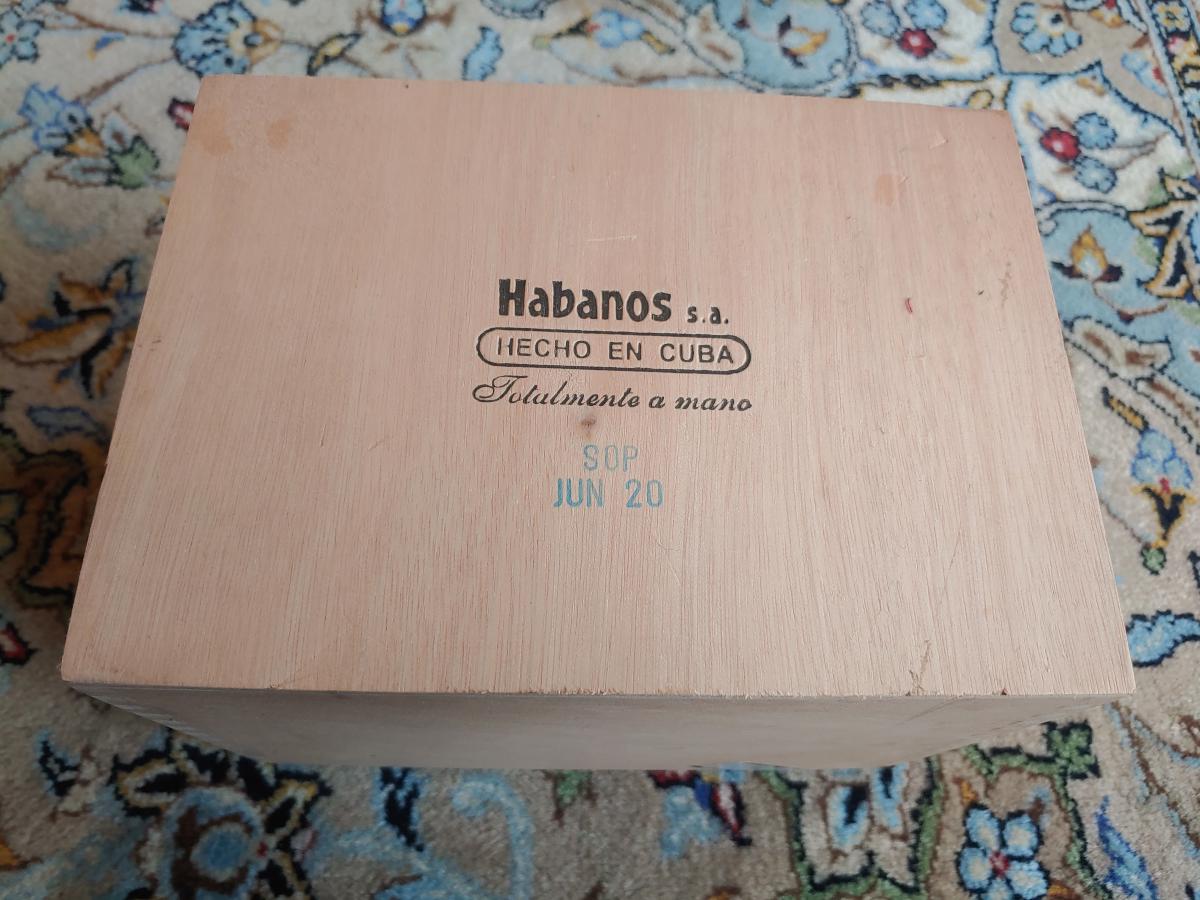 Habanos s.a.
HECHO EN CUBA
Totalmente a mano
SOP
JUN 20